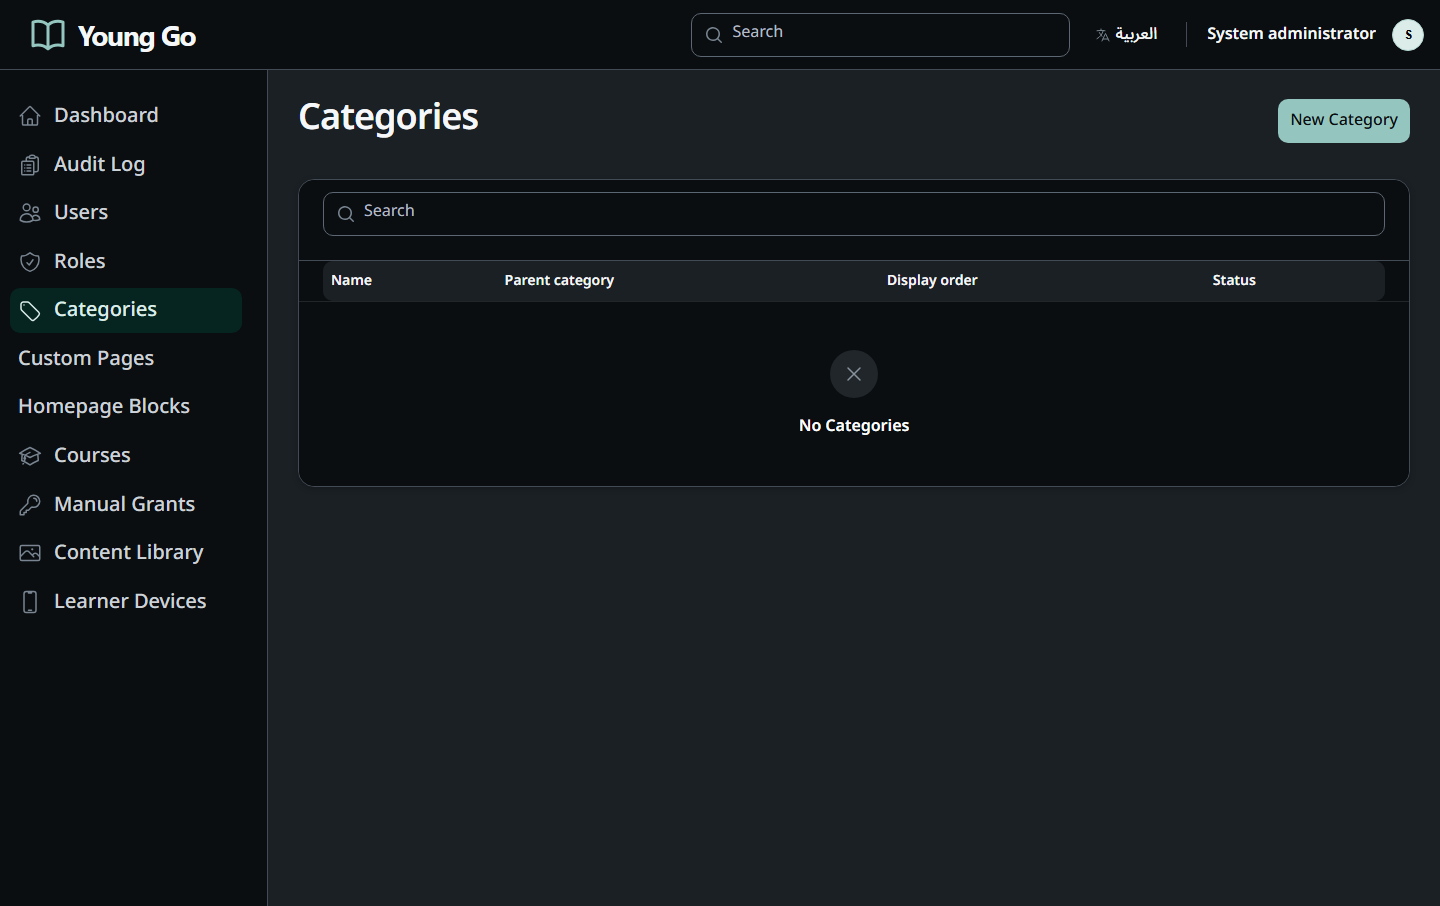 Young Go
Search
العربية
System administrator
S
Dashboard
Audit Log
Users
Roles
Categories
Custom Pages
Homepage Blocks
Courses
Manual Grants
Content Library
Learner Devices
Categories
New Category
Search
Name Parent category Display order Status
No Categories